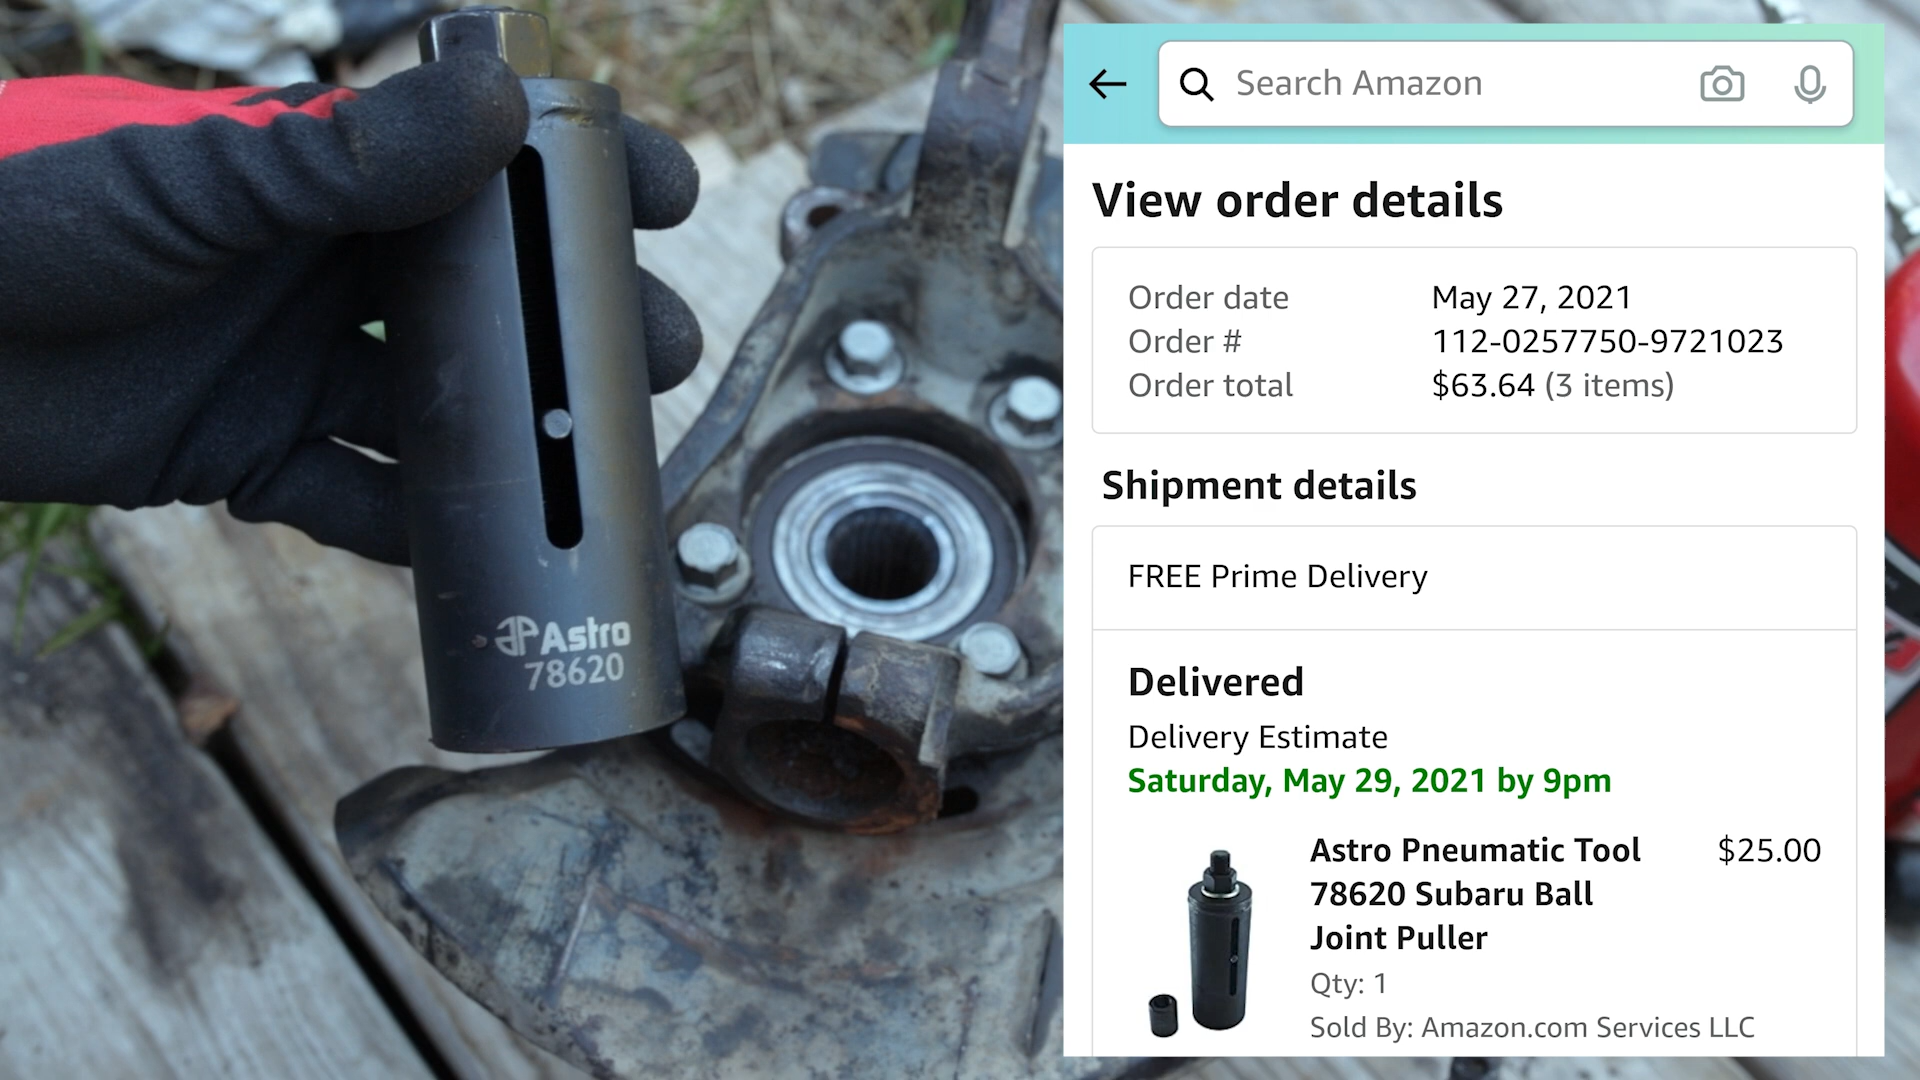 AP Astro
78620
Search Amazon
View order details
Order date May 27, 2021
Order # 112-0257750-9721023
Order total $63.64 (3 items)
Shipment details
FREE Prime Delivery
Delivered
Delivery Estimate
Saturday, May 29, 2021 by 9pm
Astro Pneumatic Tool $25.00
78620 Subaru Ball
Joint Puller
Qty: 1
Sold By: Amazon.com Services LLC